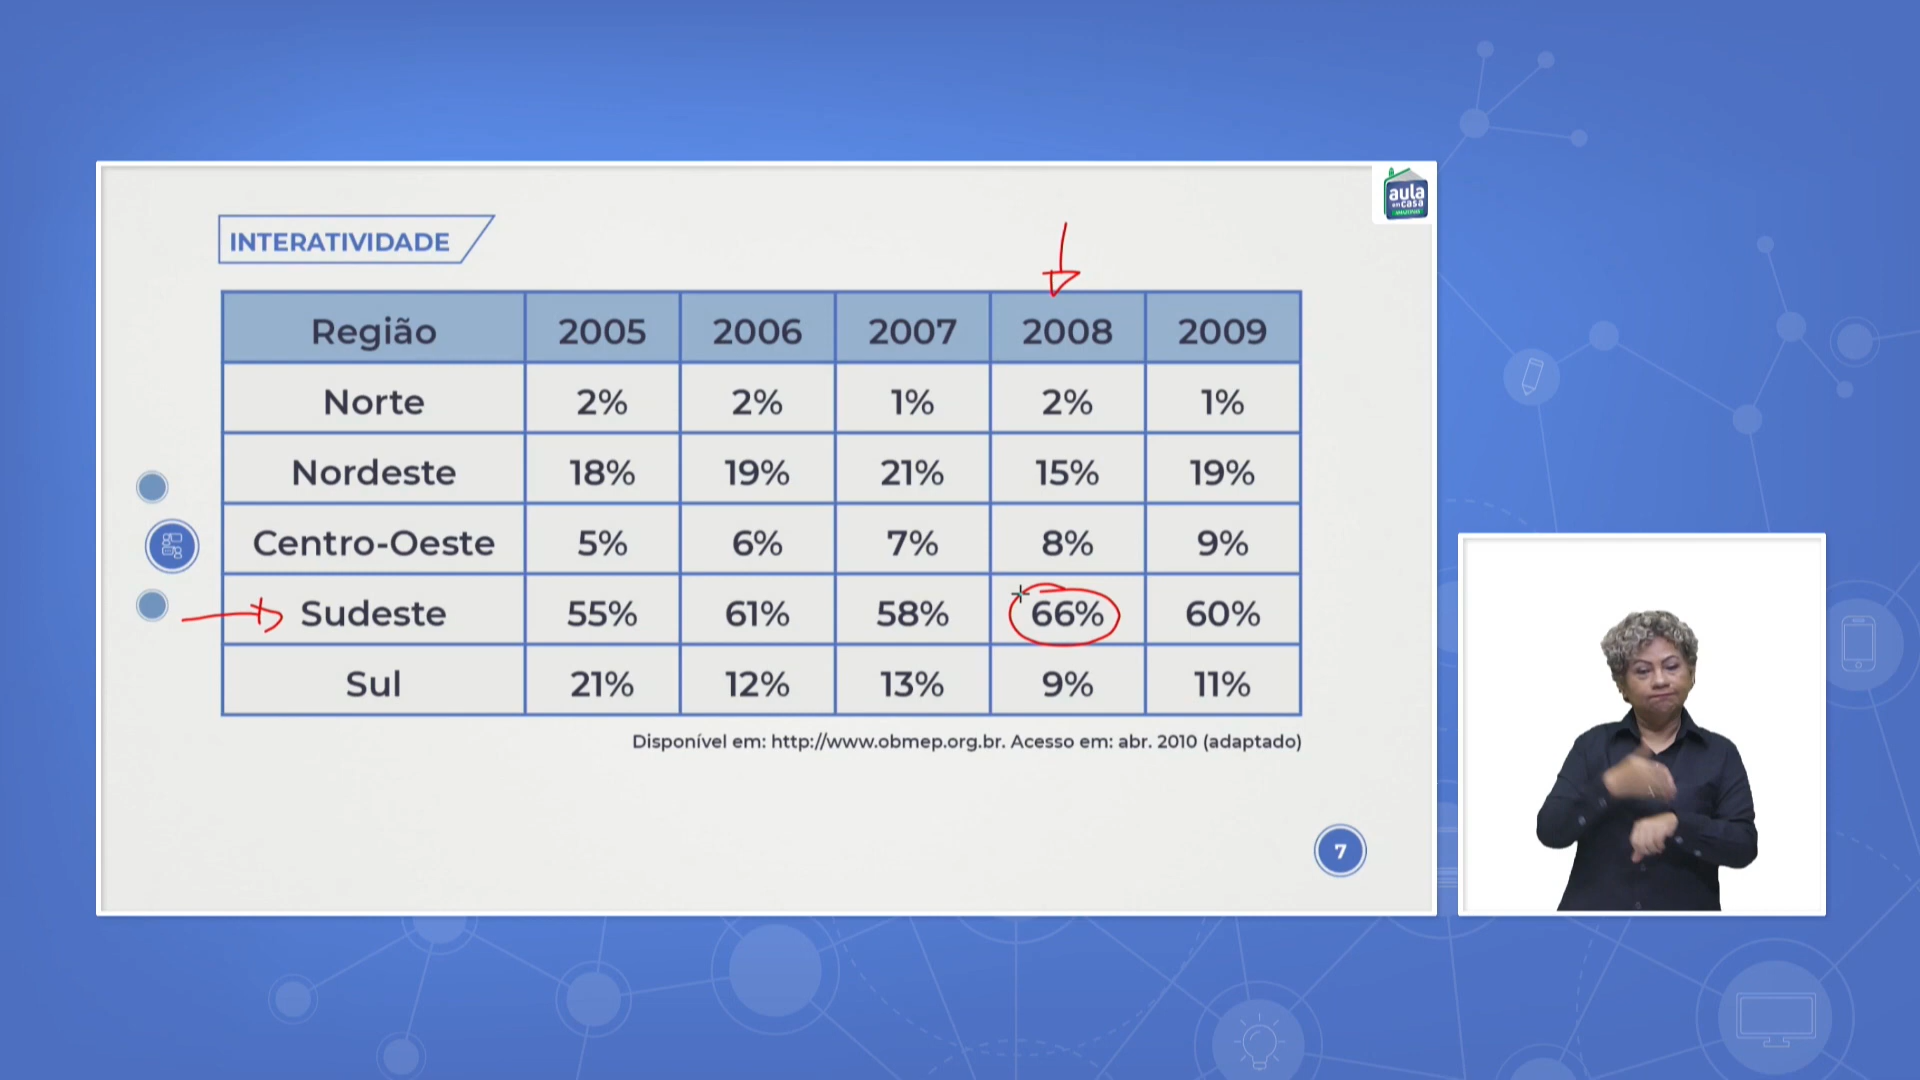 aula
em casa
INTERATIVIDADE
Região 2005 2006 2007 2008 2009
Norte 2% 2% 1% 2% 1%
Nordeste 18% 19% 21% 15% 19%
Centro-Oeste 5% 6% 7% 8% 9%
Sudeste 55% 61% 58% 66% 60%
Sul 21% 12% 13% 9% 11%
Disponível em: http://www.obmep.org.br. Acesso em: abr. 2010 (adaptado)
7